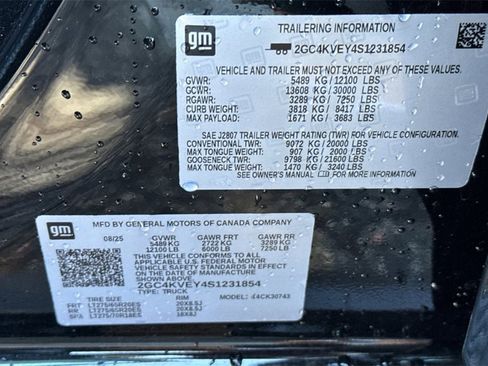 gm
TRAILERING INFORMATION
2GC4KVEY4S1231854
VEHICLE AND TRAILER MUST NOT EXCEED ANY OF THESE VALUES:
GVWR: 5489 KG / 12100 LBS
GCWR: 13608 KG / 30000 LBS
RGAWR: 3289 KG / 7250 LBS
CURB WEIGHT: 3818 KG / 8417 LBS
MAX PAYLOAD: 1671 KG / 3683 LBS
SAE J2807 TRAILER WEIGHT RATING (TWR) FOR VEHICLE CONFIGURATION.
CONVENTIONAL TWR: 9072 KG / 20000 LBS
MAX TONGUE WEIGHT: 907 KG / 2000 LBS
GOOSENECK TWR: 9798 KG / 21600 LBS
MAX TONGUE WEIGHT: 1470 KG / 3240 LBS
SEE OWNER'S MANUAL FOR MORE INFORMATION.
gm
MFD BY GENERAL MOTORS OF CANADA COMPANY
08/25 GVWR GAWR FRT GAWR RR
5489 KG 2722 KG 3289 KG
12100 LB 6000 LB 7250 LB
THIS VEHICLE CONFORMS TO ALL
APPLICABLE U.S. FEDERAL MOTOR
VEHICLE SAFETY STANDARDS IN EFFECT
ON THE DATE OF MANUFACTURE
SHOWN ABOVE.
2GC4KVEY4S1231854
TYPE: TRUCK MODEL: 44CK30743
TIRE SIZE RIM
FRT LT275/65R20ES 20X8.5J
RR LT275/65R20ES 20X8.5J
SPA LT275/70R18ES 18X8J